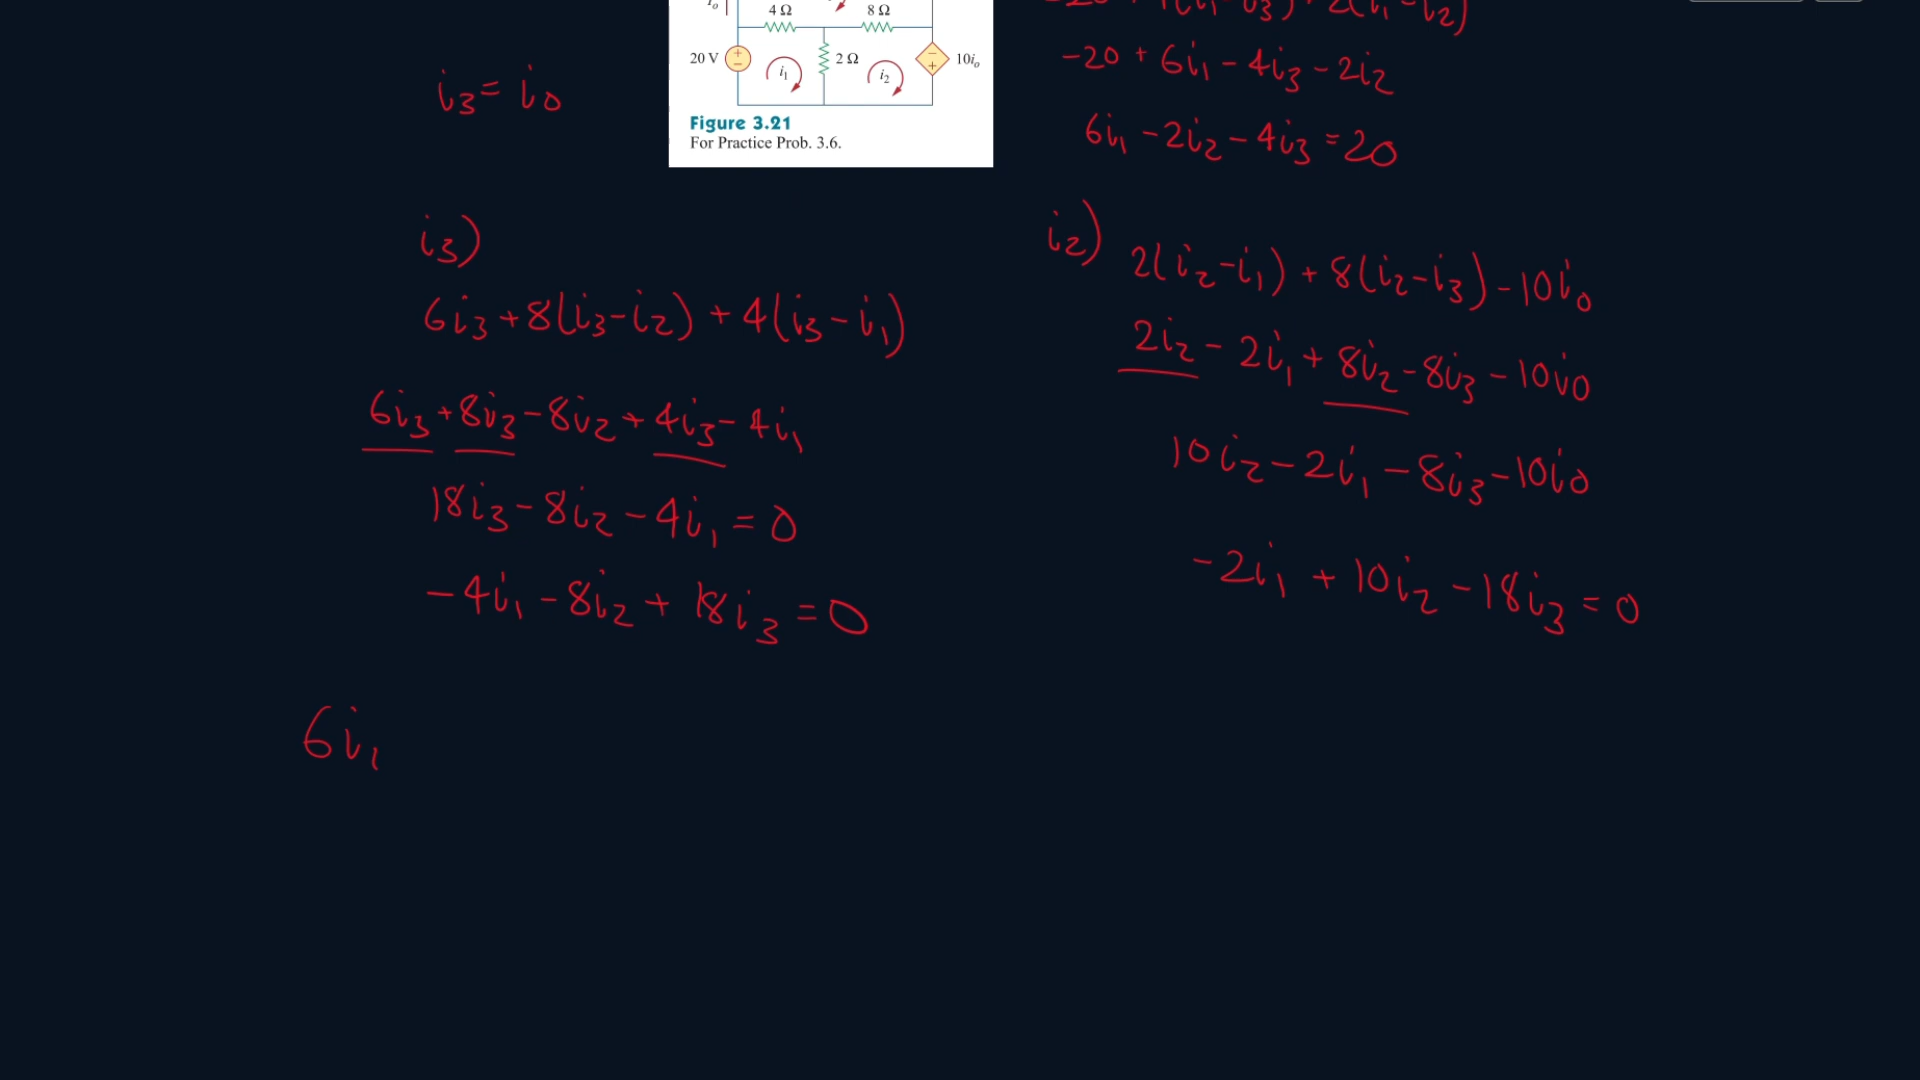 i₀ 4 Ω 8 Ω
20 V + − i₁ 2 Ω i₂ − + 10i₀
Figure 3.21
For Practice Prob. 3.6.
i₃ = i₀
-20 + 6i₁ - 4i₃ - 2i₂
6i₁ - 2i₂ - 4i₃ = 20
i₃)
6i₃ + 8(i₃ - i₂) + 4(i₃ - i₁)
6i₃ + 8i₃ - 8i₂ + 4i₃ - 4i₁
18i₃ - 8i₂ - 4i₁ = 0
-4i₁ - 8i₂ + 18i₃ = 0
6i₁
i₂) 2(i₂ - i₁) + 8(i₂ - i₃) - 10i₀
2i₂ - 2i₁ + 8i₂ - 8i₃ - 10i₀
10i₂ - 2i₁ - 8i₃ - 10i₀
-2i₁ + 10i₂ - 18i₃ = 0